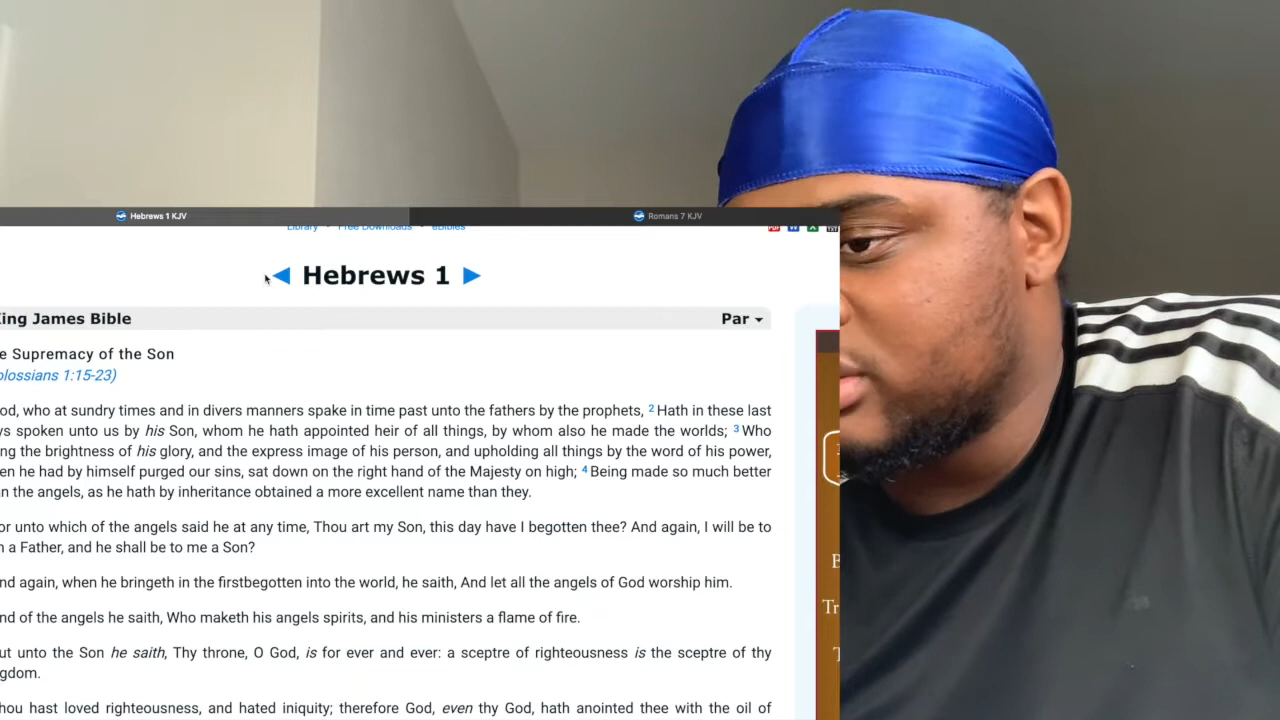 Hebrews 1 KJV
Romans 7 KJV
Library Free Downloads eBibles
Hebrews 1
King James Bible
Par
Supremacy of the Son
1:15-23)
who at sundry times and in divers manners spake in time past unto the fathers by the prophets, 2 Hath in these last
spoken unto us by his Son, whom he hath appointed heir of all things, by whom also he made the worlds; 3 Who
the brightness of his glory, and the express image of his person, and upholding all things by the word of his power,
he had by himself purged our sins, sat down on the right hand of the Majesty on high; 4 Being made so much better
the angels, as he hath by inheritance obtained a more excellent name than they.
unto which of the angels said he at any time, Thou art my Son, this day have I begotten thee? And again, I will be to
a Father, and he shall be to me a Son?
again, when he bringeth in the firstbegotten into the world, he saith, And let all the angels of God worship him.
of the angels he saith, Who maketh his angels spirits, and his ministers a flame of fire.
unto the Son he saith, Thy throne, O God, is for ever and ever: a sceptre of righteousness is the sceptre of thy
hast loved righteousness, and hated iniquity; therefore God, even thy God, hath anointed thee with the oil of